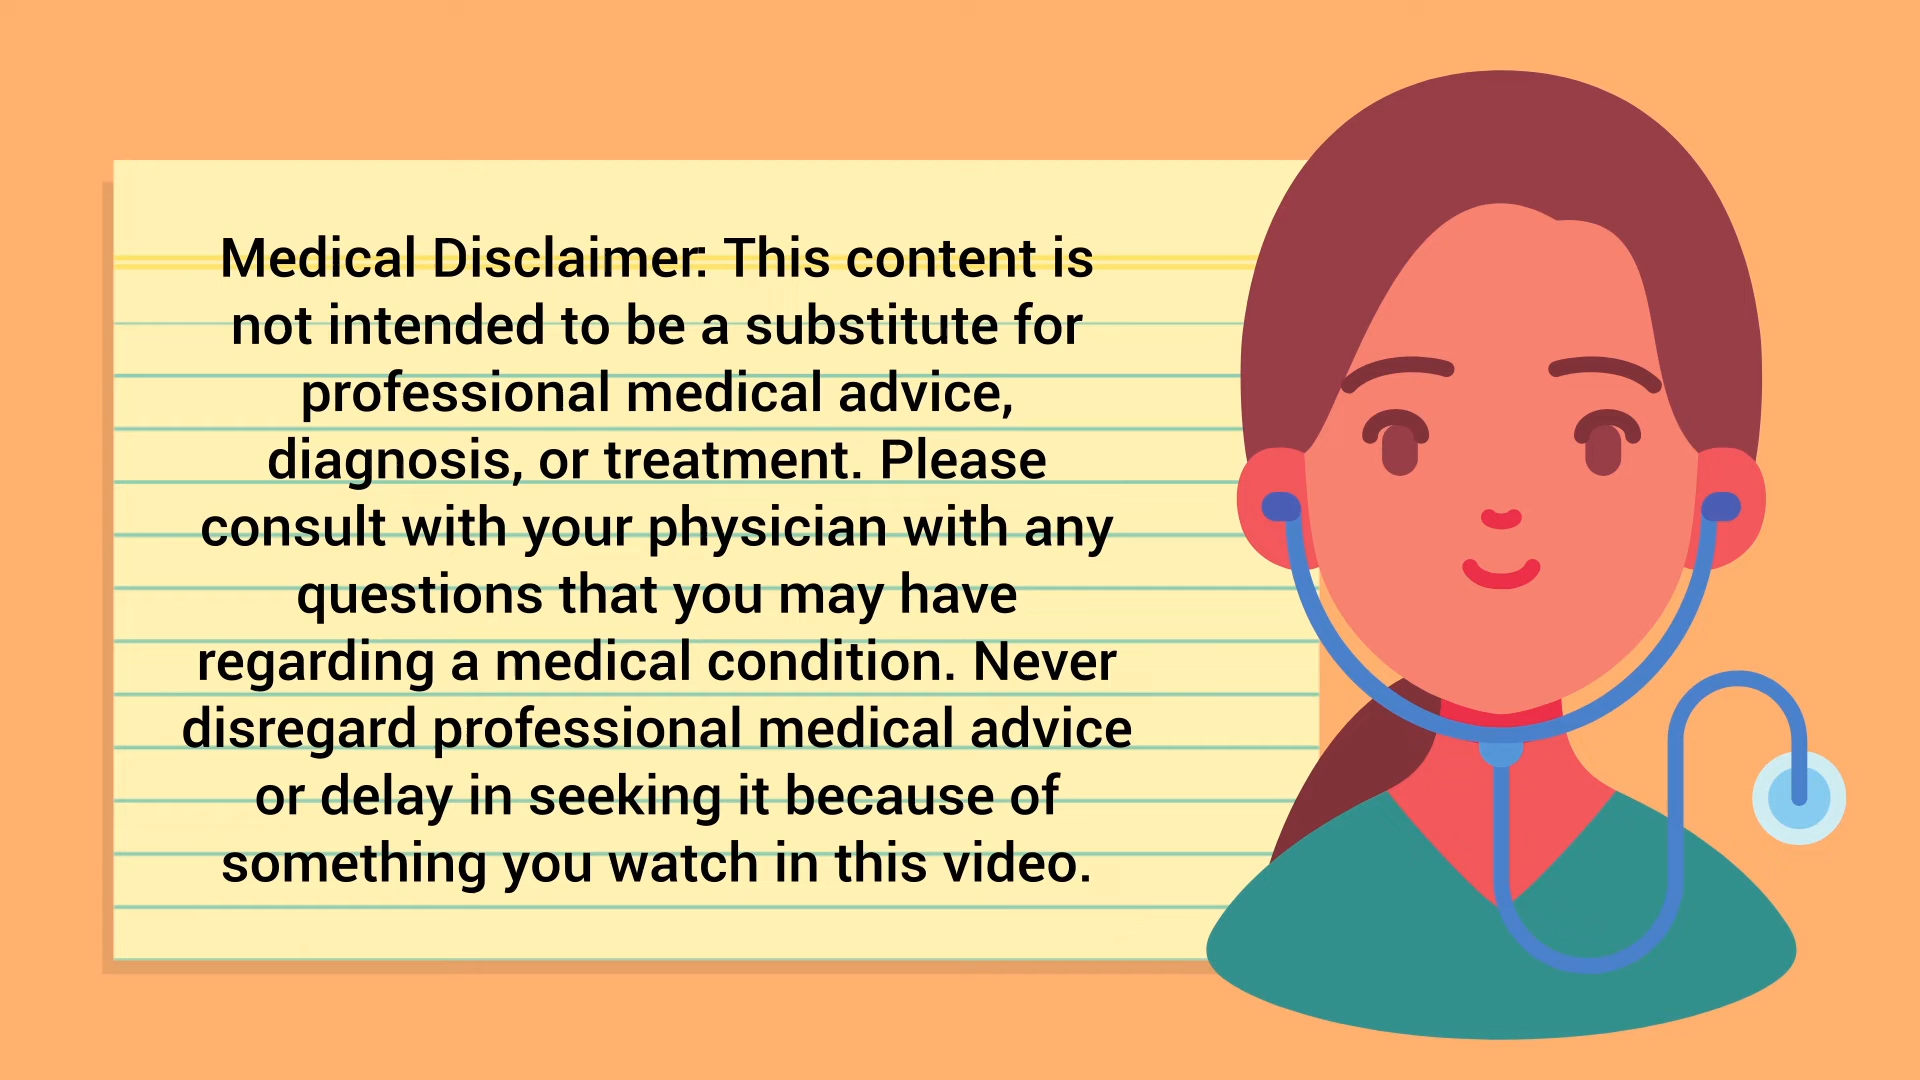 Medical Disclaimer: This content is
not intended to be a substitute for
professional medical advice,
diagnosis, or treatment. Please
consult with your physician with any
questions that you may have
regarding a medical condition. Never
disregard professional medical advice
or delay in seeking it because of
something you watch in this video.